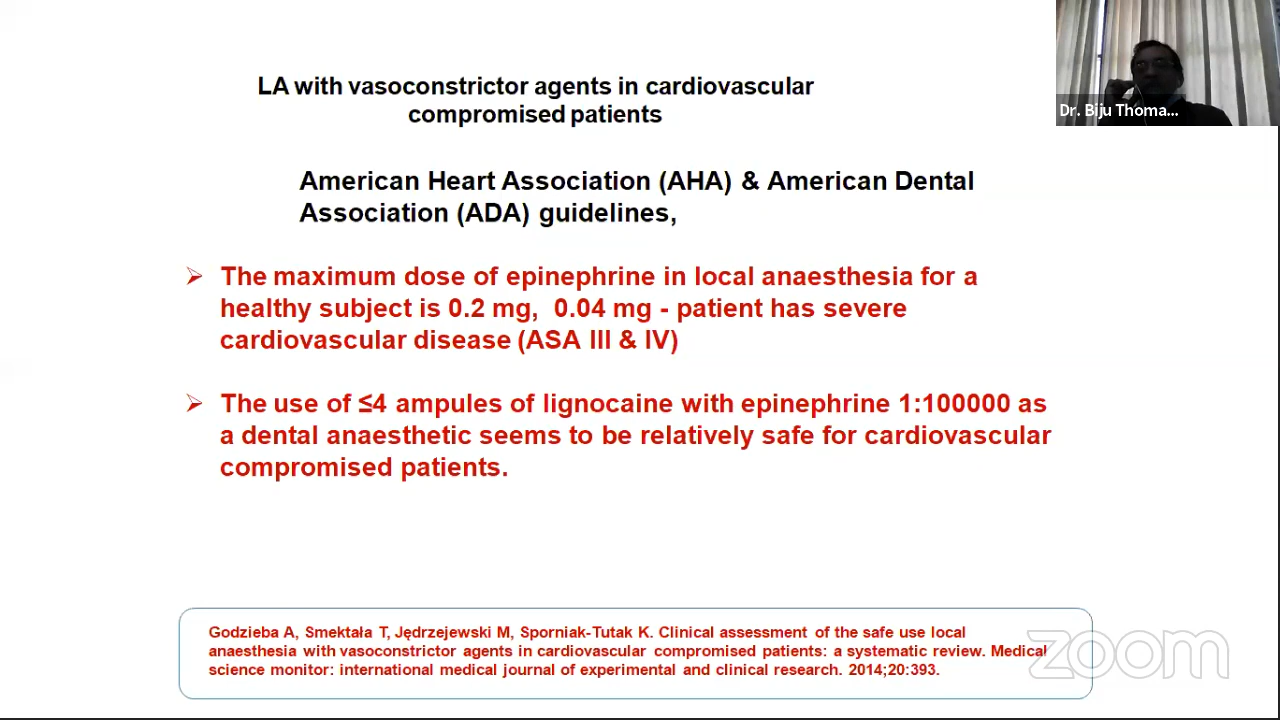 LA with vasoconstrictor agents in cardiovascular
compromised patients
Dr. Biju Thoma...
American Heart Association (AHA) & American Dental
Association (ADA) guidelines,
➢ The maximum dose of epinephrine in local anaesthesia for a
healthy subject is 0.2 mg, 0.04 mg - patient has severe
cardiovascular disease (ASA III & IV)
➢ The use of ≤4 ampules of lignocaine with epinephrine 1:100000 as
a dental anaesthetic seems to be relatively safe for cardiovascular
compromised patients.
Godzieba A, Smektała T, Jędrzejewski M, Sporniak-Tutak K. Clinical assessment of the safe use local
anaesthesia with vasoconstrictor agents in cardiovascular compromised patients: a systematic review. Medical
science monitor: international medical journal of experimental and clinical research. 2014;20:393.
zoom